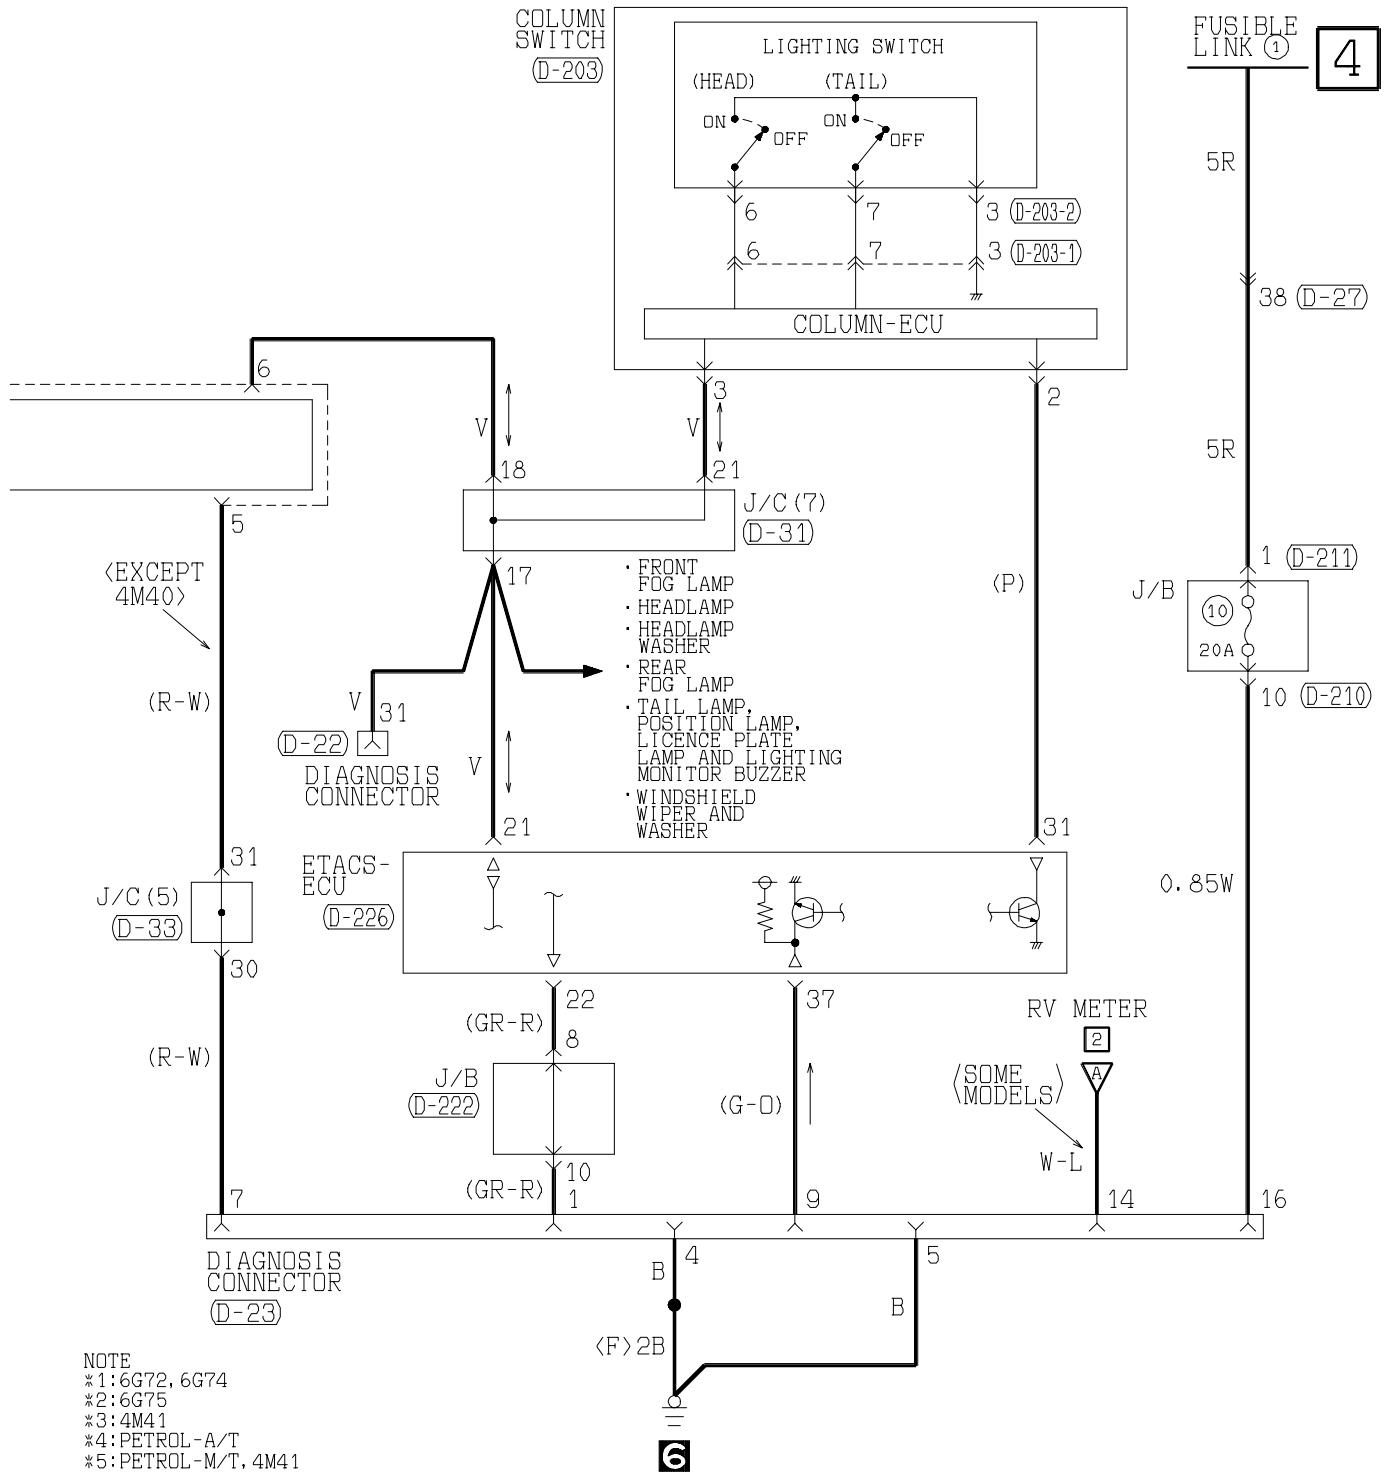 COLUMN
SWITCH
(D-203)
LIGHTING SWITCH
(HEAD)
(TAIL)
ON
OFF
ON
OFF
6
7
3 (D-203-2)
6
7
3 (D-203-1)
COLUMN-ECU
FUSIBLE
LINK ①
4
5R
38 (D-27)
5R
1 (D-211)
J/B
10
20A
10 (D-210)
0.85W
6
V
18
3
V
21
2
J/C(7)
(D-31)
17
5
<EXCEPT
4M40>
(R-W)
V
31
(D-22)
DIAGNOSIS
CONNECTOR
V
21
· FRONT
FOG LAMP
· HEADLAMP
· HEADLAMP
WASHER
· REAR
FOG LAMP
· TAIL LAMP,
POSITION LAMP,
LICENCE PLATE
LAMP AND LIGHTING
MONITOR BUZZER
· WINDSHIELD
WIPER AND
WASHER
(P)
31
ETACS-
ECU
(D-226)
31
J/C(5)
(D-33)
30
(R-W)
22
(GR-R)
8
J/B
(D-222)
10
(GR-R)
1
37
(G-O)
9
RV METER
2
A
<SOME
MODELS>
W-L
14
16
7
DIAGNOSIS
CONNECTOR
(D-23)
4
B
5
B
<F>2B
6
NOTE
*1:6G72,6G74
*2:6G75
*3:4M41
*4:PETROL-A/T
*5:PETROL-M/T,4M41